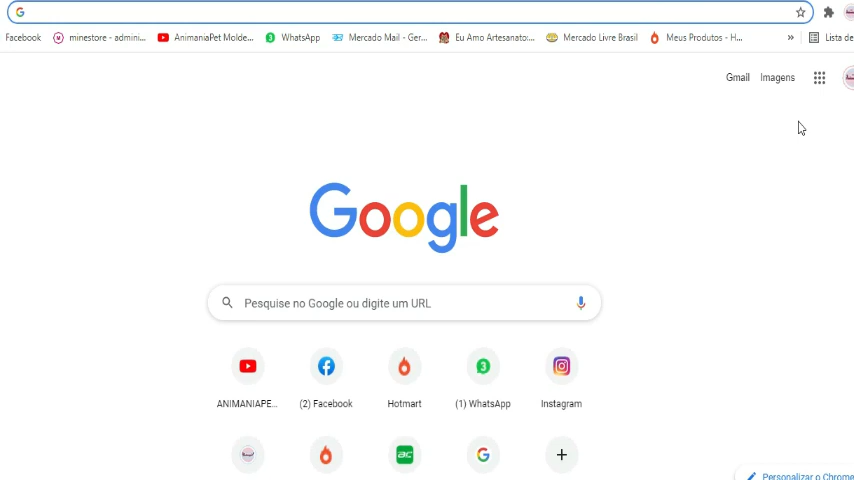 Facebook minestore - admini... AnimaniaPet Molde... WhatsApp Mercado Mail - Ger... Eu Amo Artesanato:... Mercado Livre Brasil Meus Produtos - H... » Lista de
Gmail Imagens
Google
Pesquise no Google ou digite um URL
ANIMANIAPE... (2) Facebook Hotmart (1) WhatsApp Instagram
Personalizar o Chrome